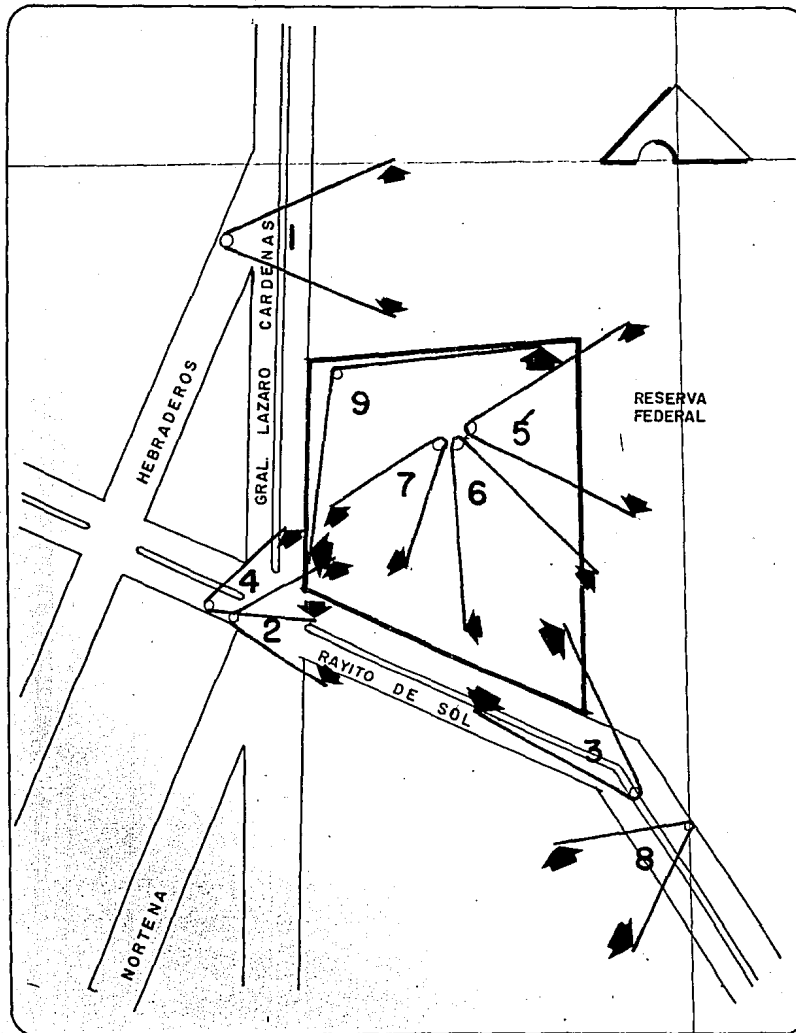 1
GRAL. LAZARO CARDENAS
HEBRADEROS
9
5
RESERVA
FEDERAL
7
6
4
2
RAYITO DE SOL
3
8
NORTENA